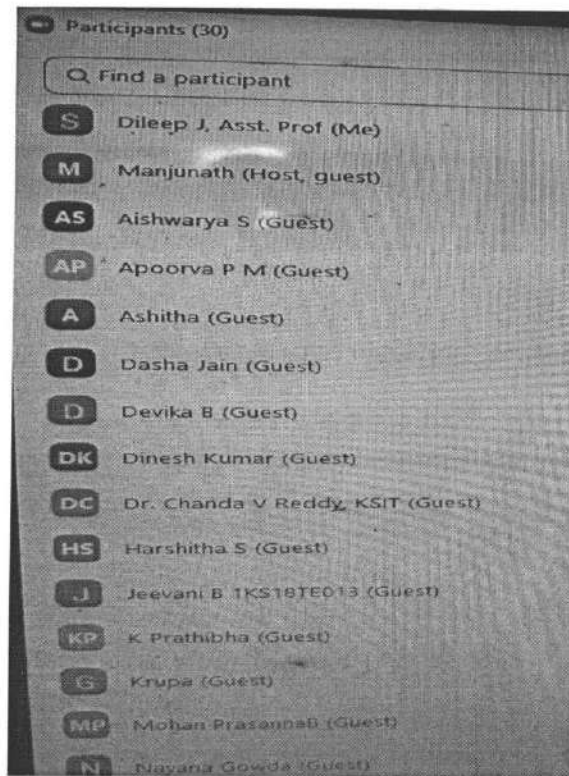 Participants (30)
Find a participant
S Dileep J, Asst. Prof (Me)
M Manjunath (Host, guest)
AS Aishwarya S (Guest)
AP Apoorva P M (Guest)
A Ashitha (Guest)
D Dasha Jain (Guest)
D Devika B (Guest)
DK Dinesh Kumar (Guest)
DC Dr. Chanda V Reddy, KSIT (Guest)
HS Harshitha S (Guest)
J Jeevani B 1KS18TE013 (Guest)
KP K Prathibha (Guest)
G Krupa (Guest)
MP Mohan PrasannaB (Guest)
N Nayana Gowda (Guest)